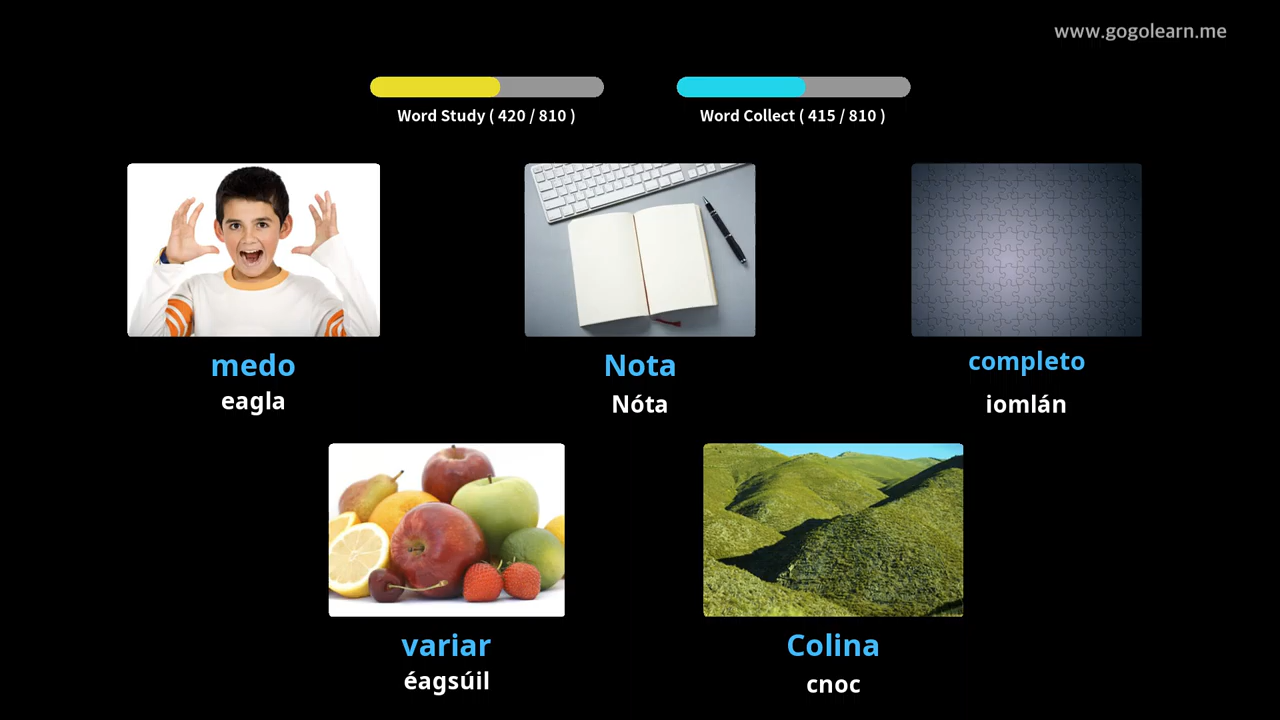 www.gogolearn.me
Word Study ( 420 / 810 )
Word Collect ( 415 / 810 )
medo
eagla
Nota
Nóta
completo
iomlán
variar
éagsúil
Colina
cnoc